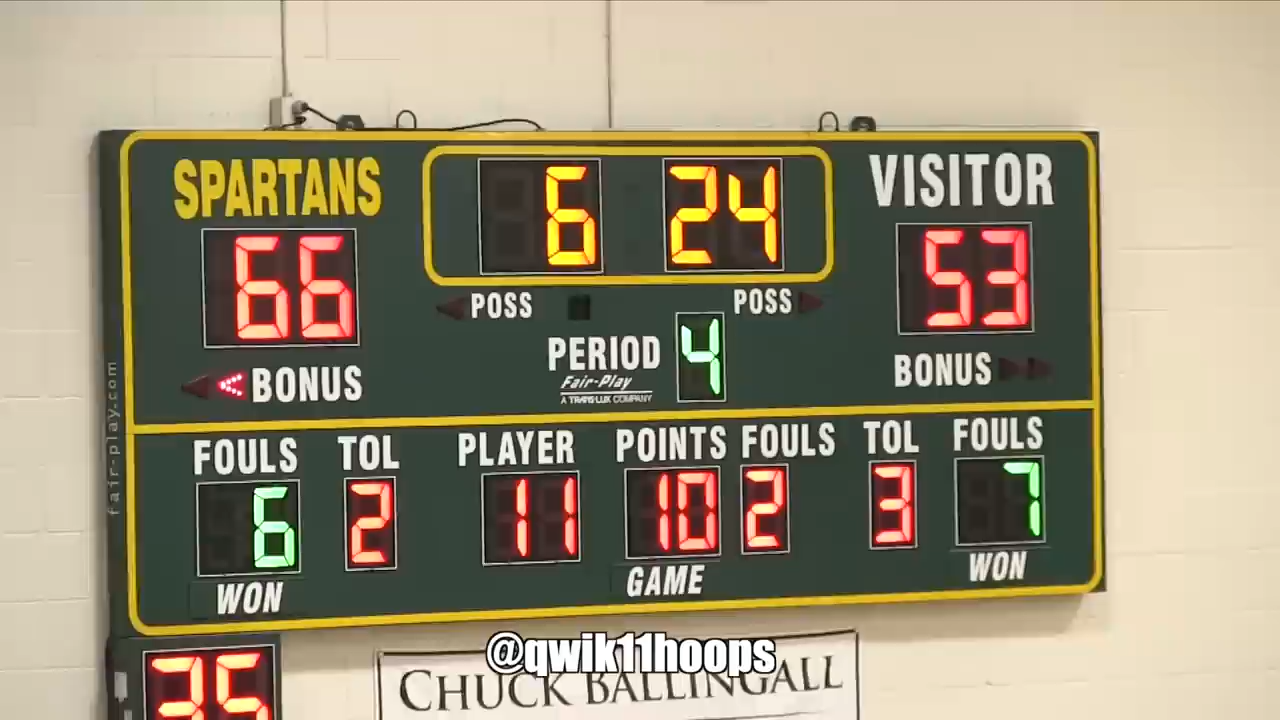 SPARTANS
6 24
VISITOR
66
53
POSS
POSS
PERIOD 4
Fair-Play
A TRANS-LUX COMPANY
< BONUS
BONUS
fair-play.com
FOULS TOL PLAYER POINTS FOULS TOL FOULS
6 2 11 10 2 3 7
WON GAME WON
35
@qwik11hoops
CHUCK BALLINGALL